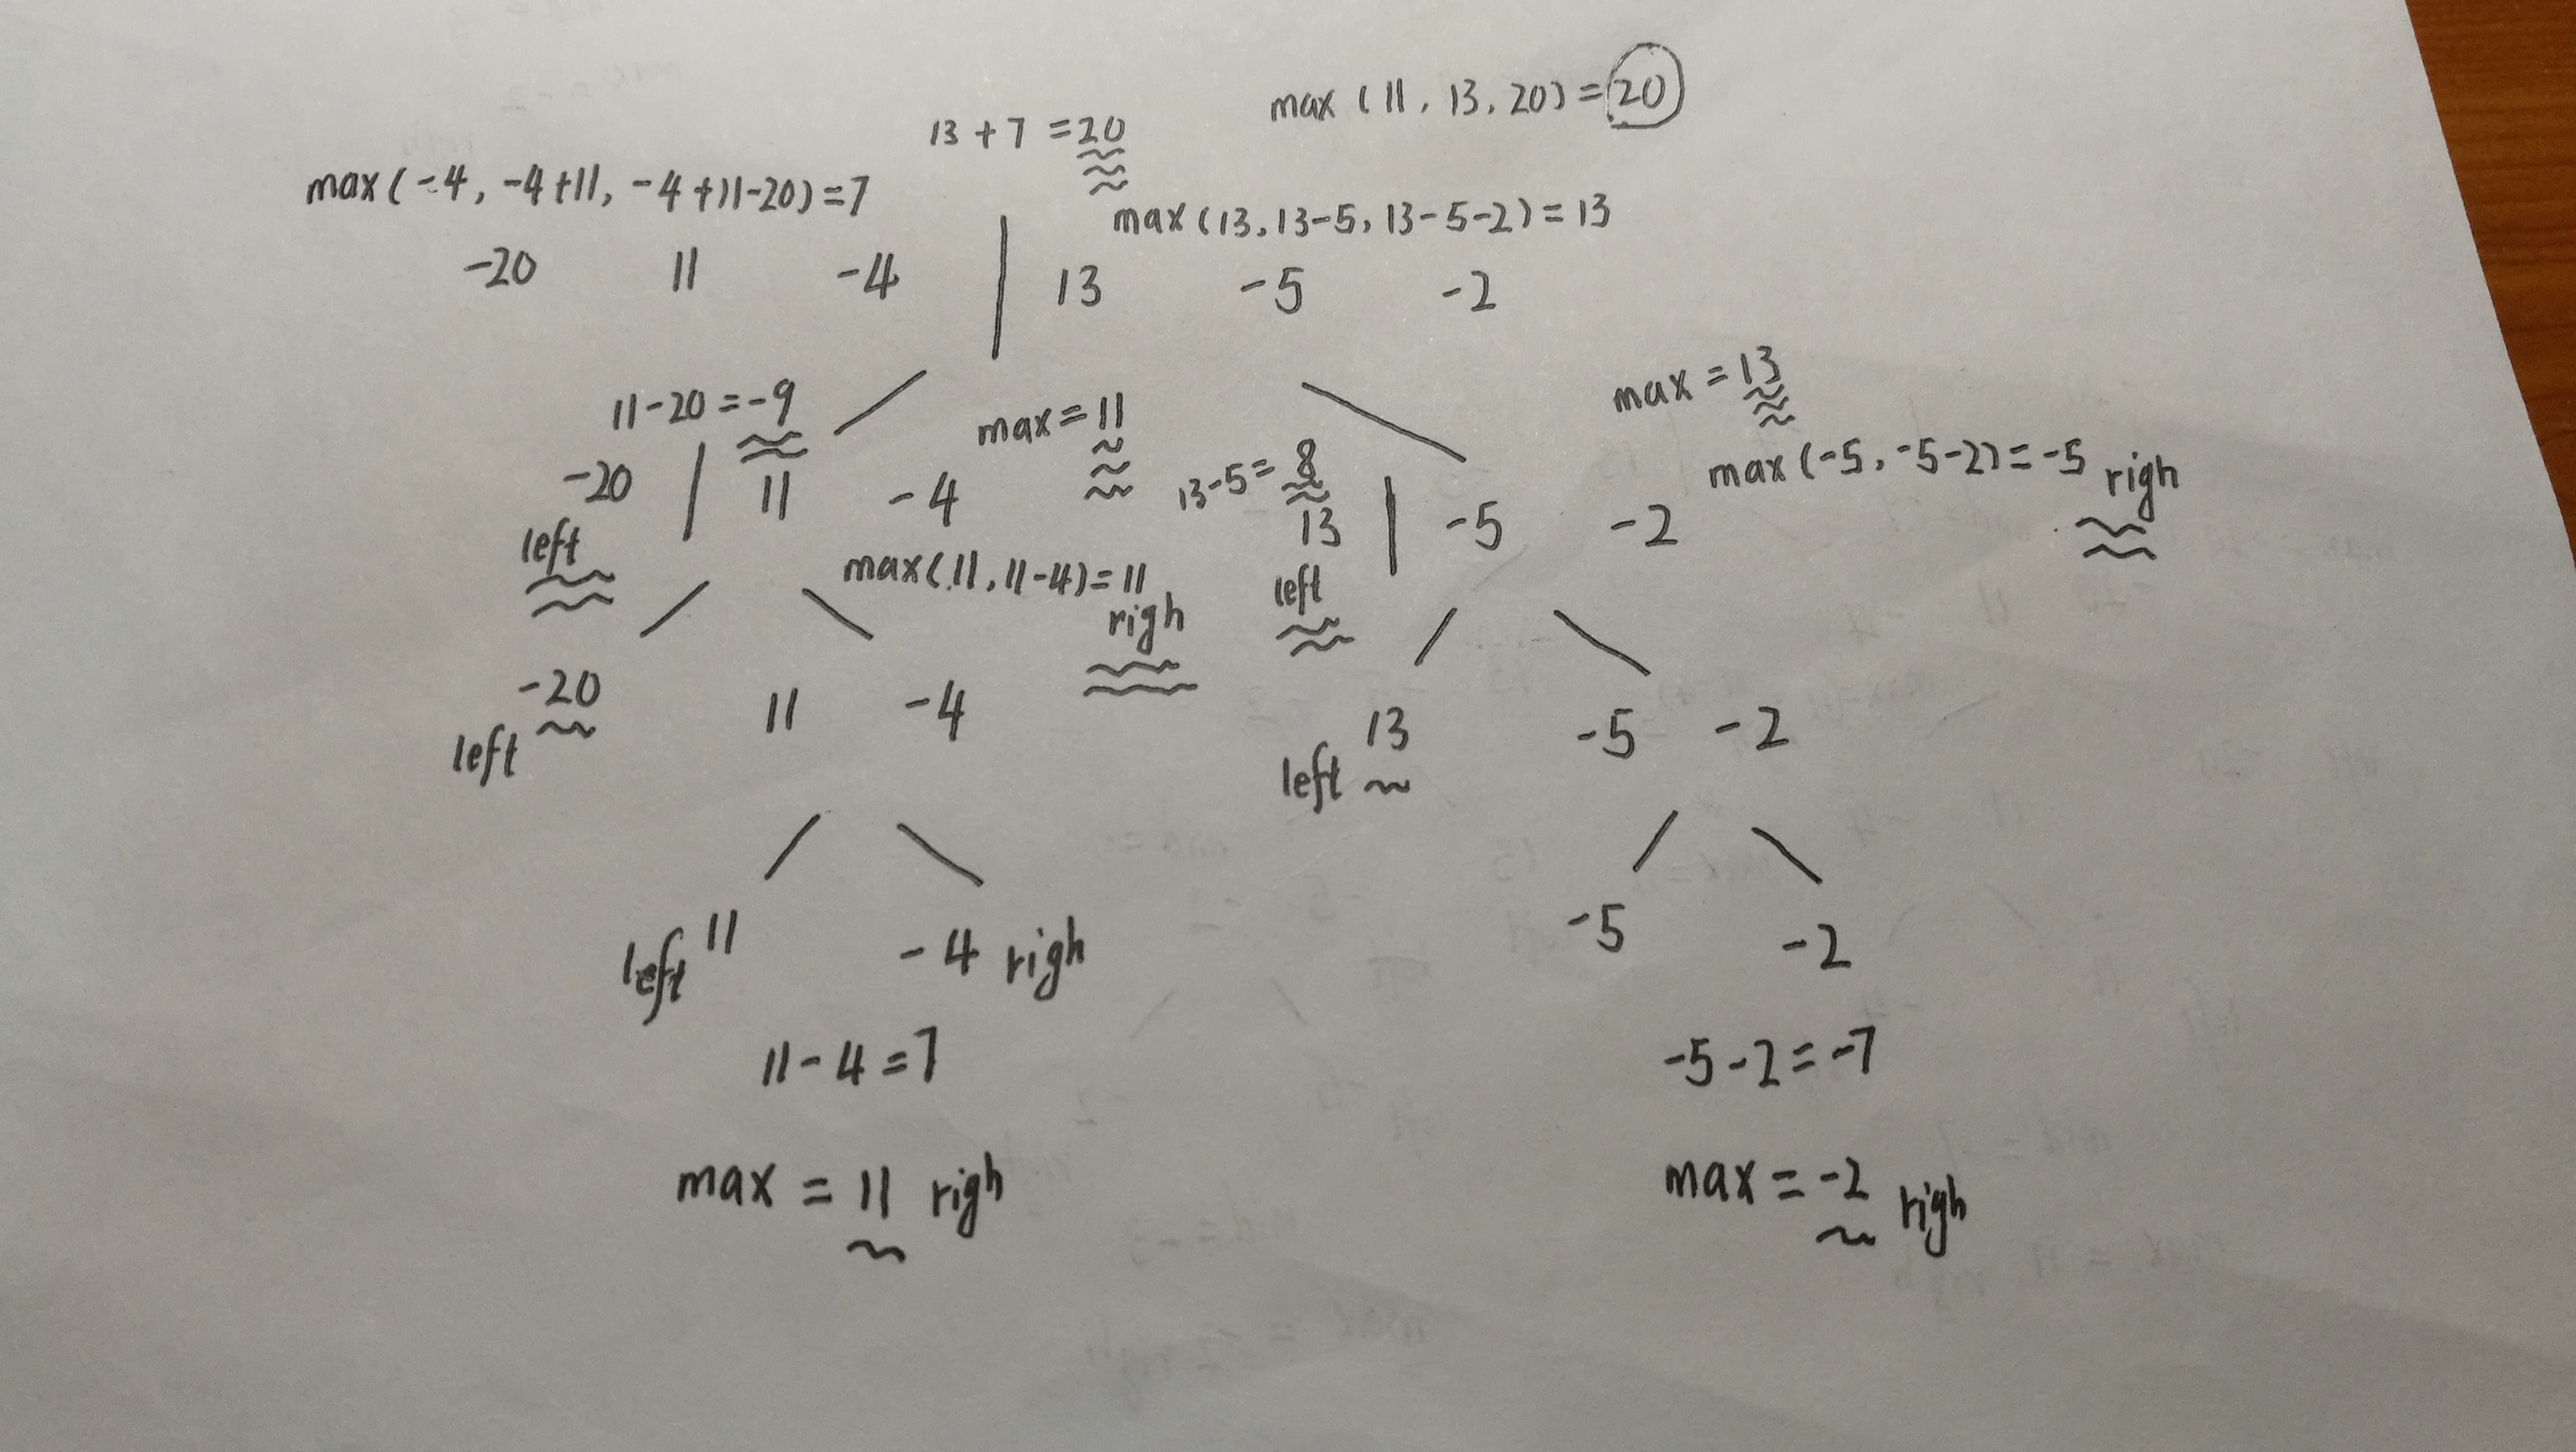 max (11, 13, 20) = 20
13 + 7 = 20
max(-4, -4+11, -4+11-20)=7
max(13, 13-5, 13-5-2)=13
-20 11 -4 | 13 -5 -2
max = 13
11-20=-9
max=11
max(-5, -5-2)=-5 righ
13-5=8
-20 | 11 -4
13 | -5 -2
left
max(11, 11-4)=11
left
righ
-20 11 -4
left
13 -5 -2
left
left 11 -4 righ
-5 -2
11-4=7
-5-2=-7
max = 11 righ
max = -2 righ